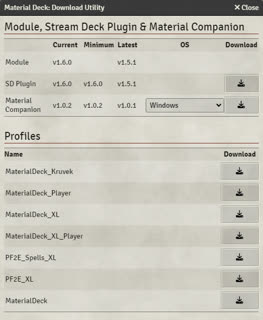 Material Deck: Download Utility × Close
Module, Stream Deck Plugin & Material Companion
Current Minimum Latest OS Download
Module v1.6.0 v1.5.1
SD Plugin v1.6.0 v1.6.0 v1.5.1
Material
Companion v1.0.2 v1.0.2 v1.0.1 Windows
Profiles
Name Download
MaterialDeck_Kruvek
MaterialDeck_Player
MaterialDeck_XL
MaterialDeck_XL_Player
PF2E_Spells_XL
PF2E_XL
MaterialDeck